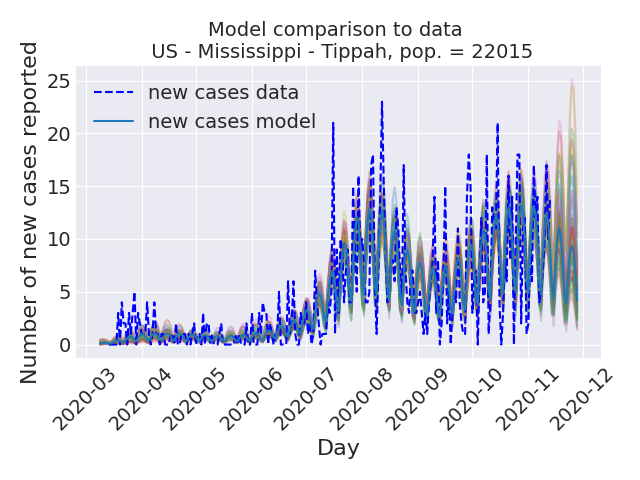 Model comparison to data
US - Mississippi - Tippah, pop. = 22015
Number of new cases reported
25
20
15
10
5
0
new cases data
new cases model
2020-03
2020-04
2020-05
2020-06
2020-07
2020-08
2020-09
2020-10
2020-11
2020-12
Day